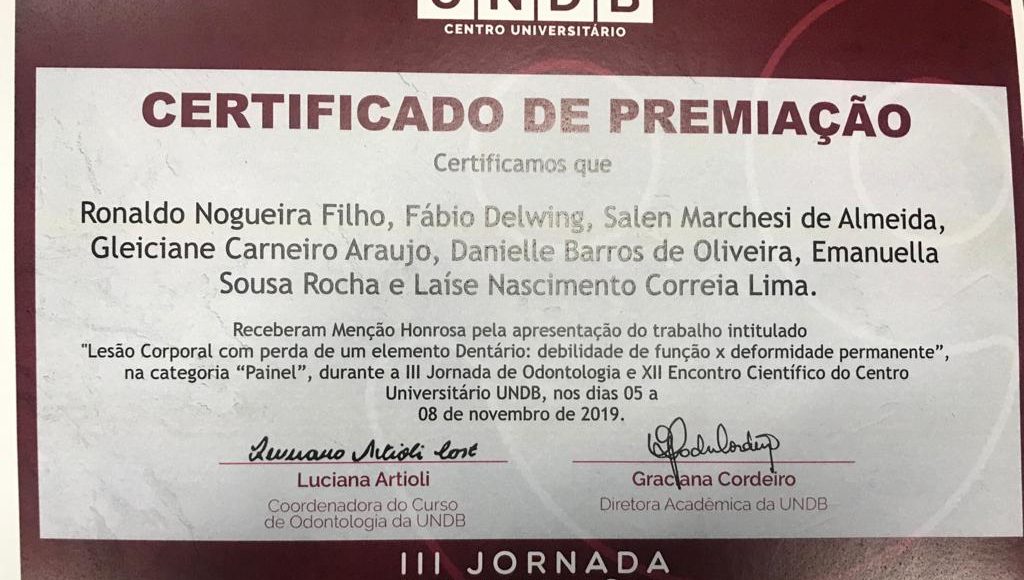 UNDB
CENTRO UNIVERSITÁRIO
CERTIFICADO DE PREMIAÇÃO
Certificamos que
Ronaldo Nogueira Filho, Fábio Delwing, Salen Marchesi de Almeida,
Gleiciane Carneiro Araujo, Danielle Barros de Oliveira, Emanuella
Sousa Rocha e Laíse Nascimento Correia Lima.
Receberam Menção Honrosa pela apresentação do trabalho intitulado
"Lesão Corporal com perda de um elemento Dentário: debilidade de função x deformidade permanente”,
na categoria “Painel”, durante a III Jornada de Odontologia e XII Encontro Científico do Centro
Universitário UNDB, nos dias 05 a
08 de novembro de 2019.
Luciana Artioli
Coordenadora do Curso
de Odontologia da UNDB
Graciana Cordeiro
Diretora Acadêmica da UNDB
III JORNADA